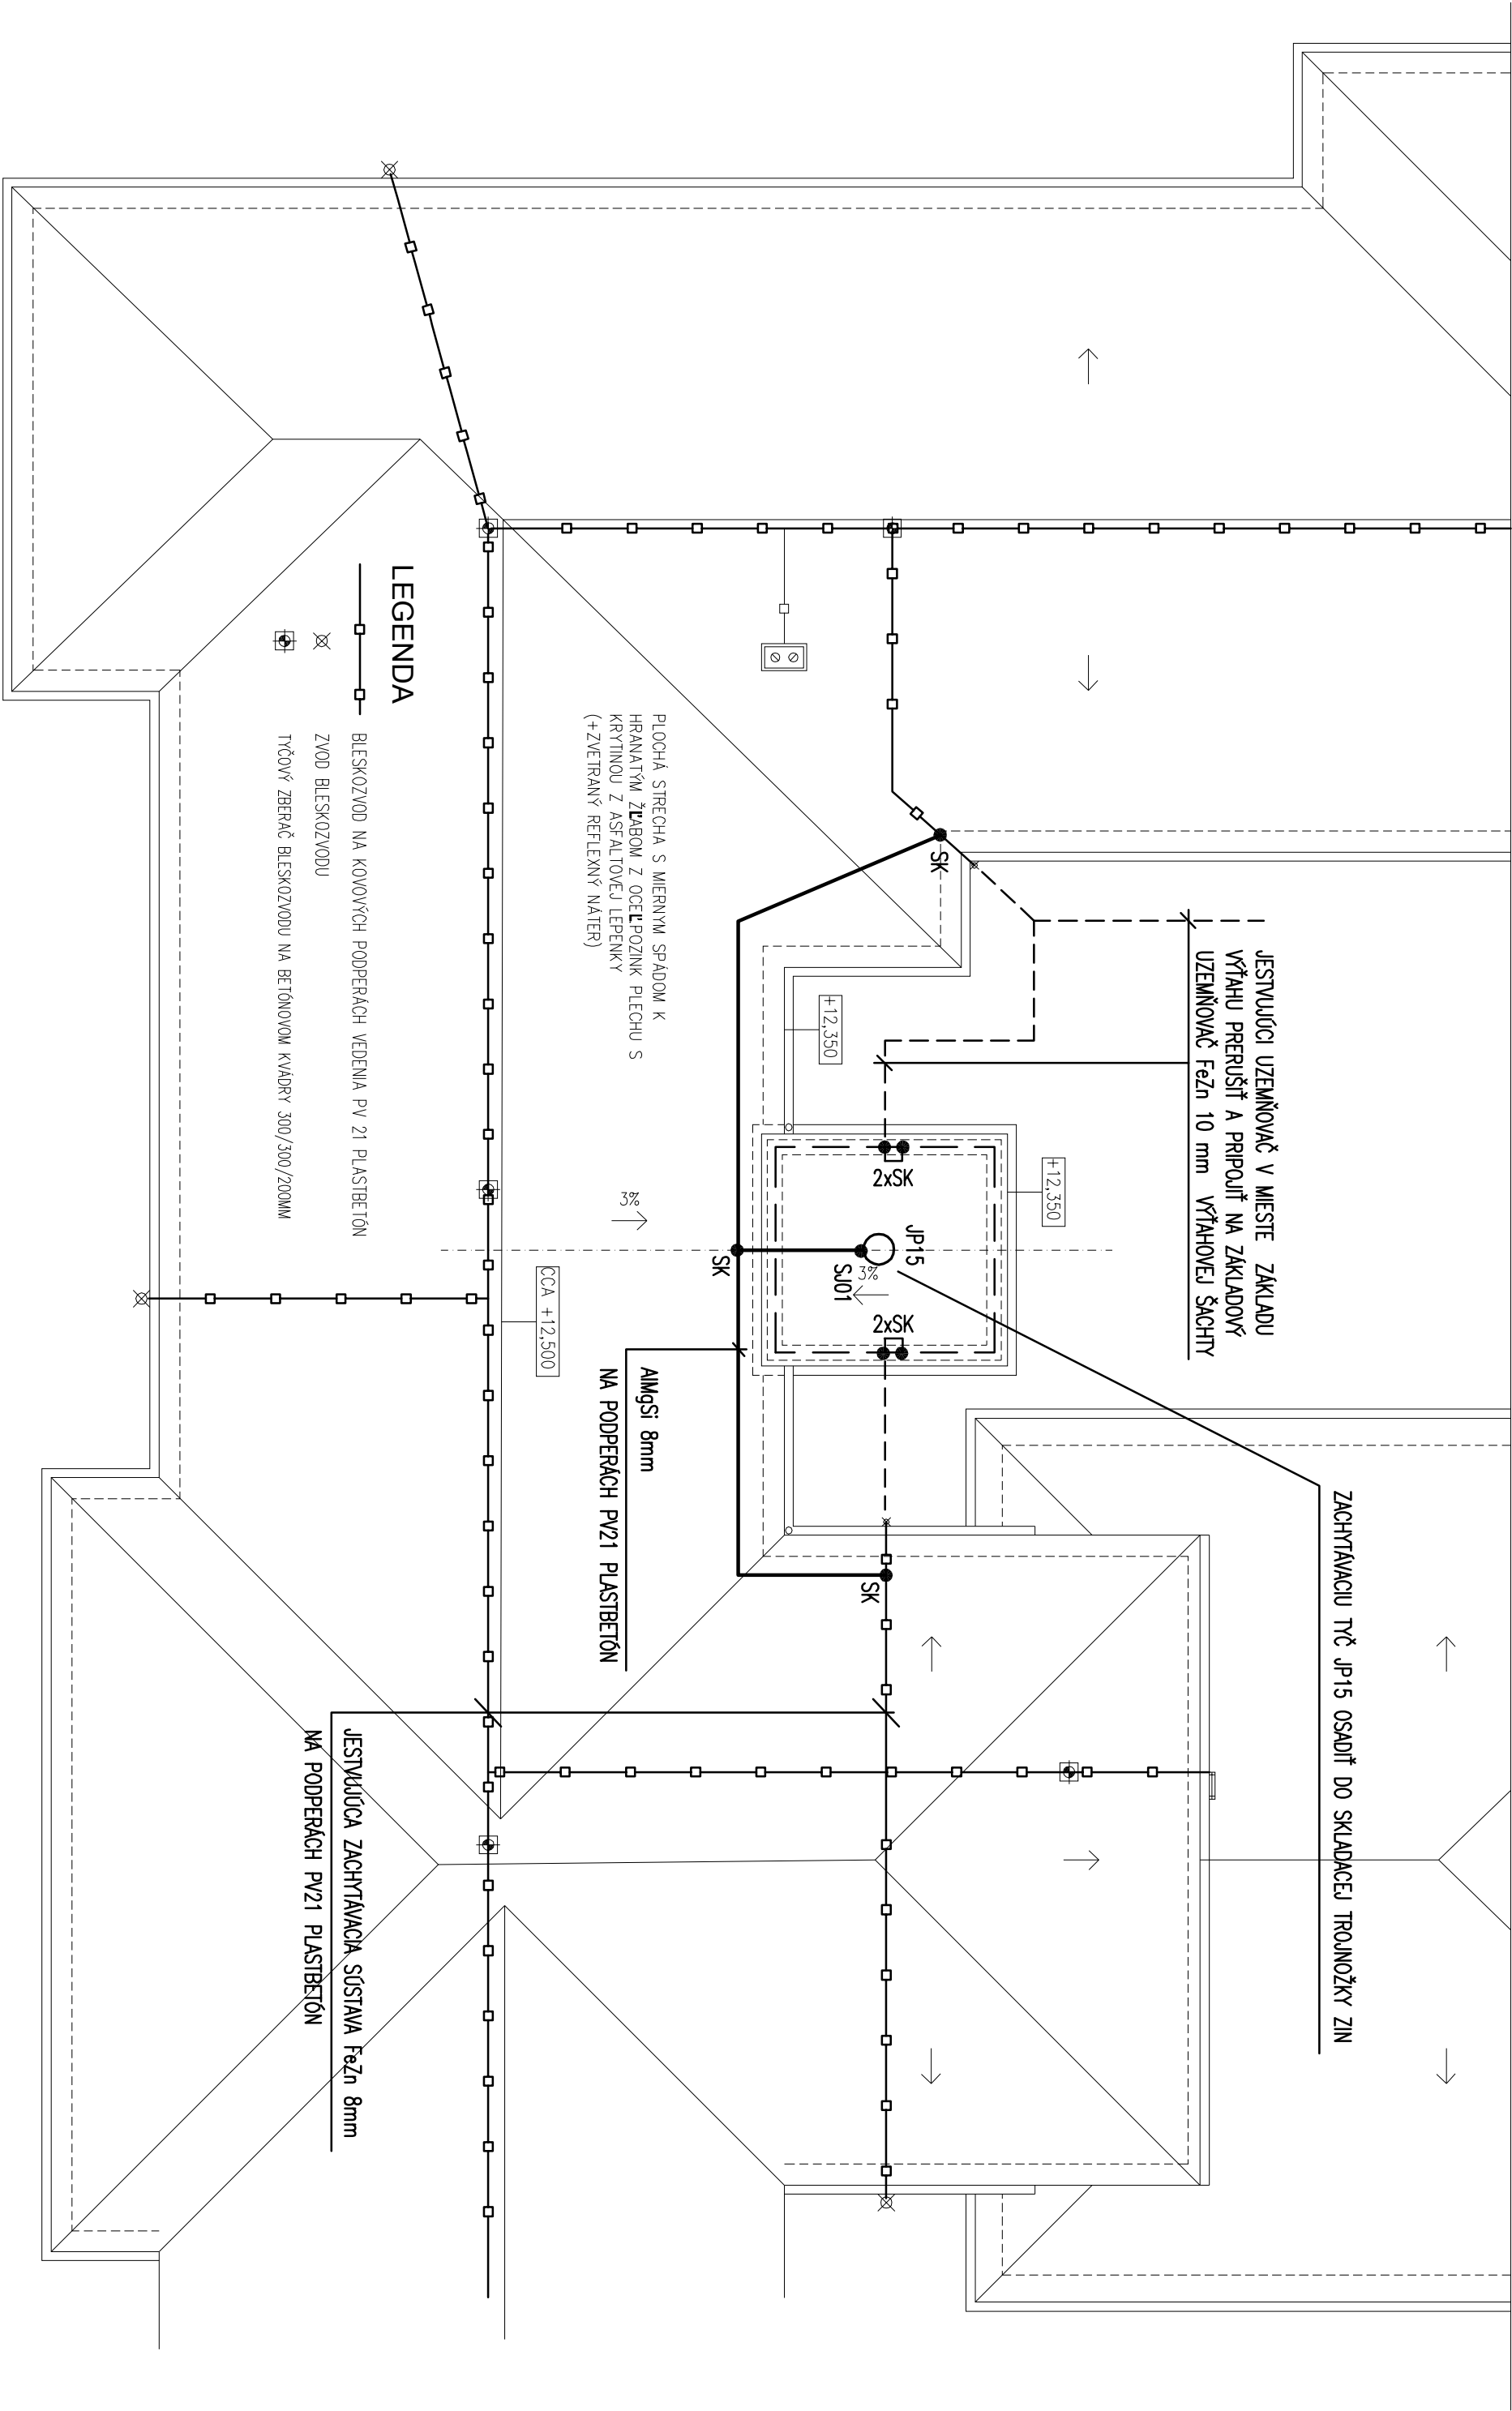 ZACHYTÁVACIU TYČ JP15 OSADIŤ DO SKLADACEJ TROJNOŽKY ZIN
JESTVUJÚCI UZEMŇOVAČ V MIESTE ZÁKLADU
VÝŤAHU PRERUŠIŤ A PRIPOJIŤ NA ZÁKLADOVÝ
UZEMŇOVAČ FeZn 10 mm VÝŤAHOVEJ ŠACHTY
+12,350
SK
JP15
2xSK
2xSK
3%
SJ01
+12,350
SK
SK
PLOCHÁ STRECHA S MIERNYM SPÁDOM K
HRANATÝM ŽĽABOM Z OCEĽ.POZINK PLECHU S
KRYTINOU Z ASFALTOVEJ LEPENKY
(+ZVETRANÝ REFLEXNÝ NÁTER)
3%
AlMgSi 8mm
NA PODPERÁCH PV21 PLASTBETÓN
CCA +12,500
LEGENDA
BLESKOZVOD NA KOVOVÝCH PODPERÁCH VEDENIA PV 21 PLASTBETÓN
ZVOD BLESKOZVODU
TYČOVÝ ZBERAČ BLESKOZVODU NA BETÓNOVOM KVÁDRY 300/300/200MM
JESTVUJÚCA ZACHYTÁVACIA SÚSTAVA FeZn 8mm
NA PODPERÁCH PV21 PLASTBETÓN